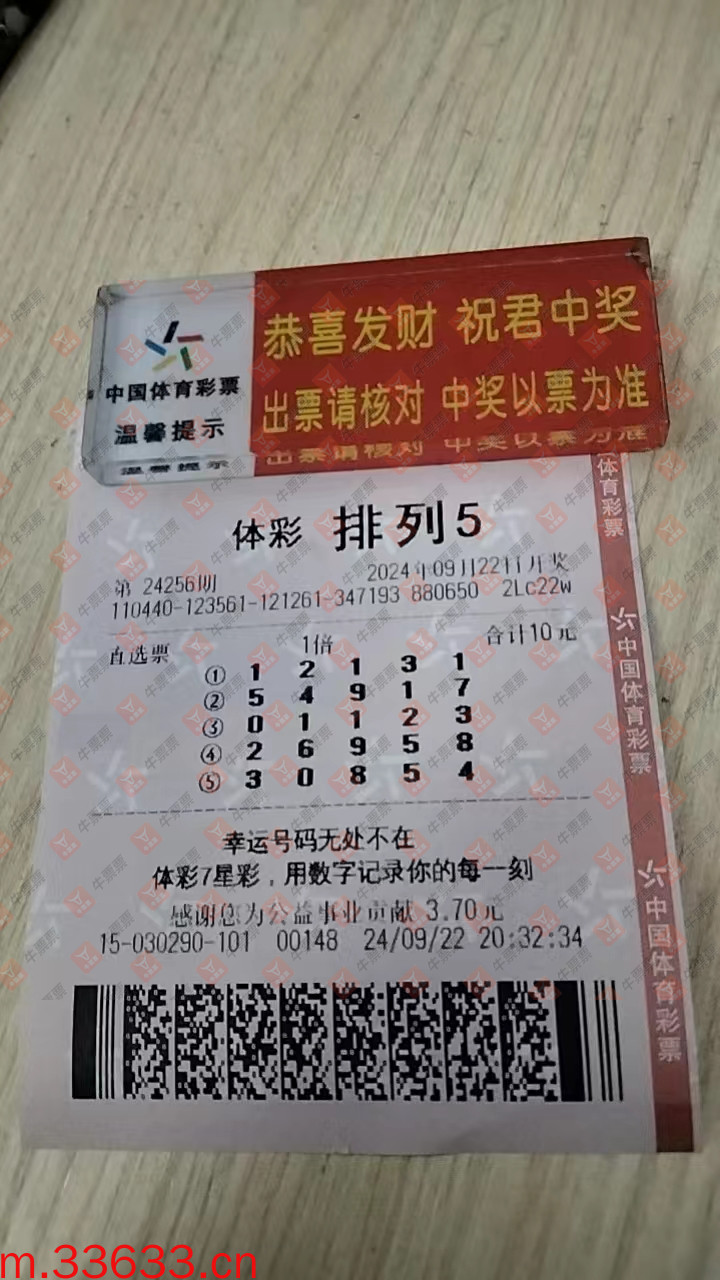 恭喜发财 祝君中奖
中国体育彩票
出票请核对 中奖以票为准
温馨提示
体育彩票
体彩 排列5
第 24256期
2024年09月22日开奖
110440-123561-121261-347193 880650 2Lc22w
直选票 1倍 合计10元
① 1 2 1 3 1
② 5 4 9 1 7
③ 0 1 1 2 3
④ 2 6 9 5 8
⑤ 3 0 8 5 4
中国体育彩票
幸运号码无处不在
体彩7星彩，用数字记录你的每一刻
感谢您为公益事业贡献 3.70元
15-030290-101 00148 24/09/22 20:32:34
中国体育彩票
牛票票
m.33633.cn